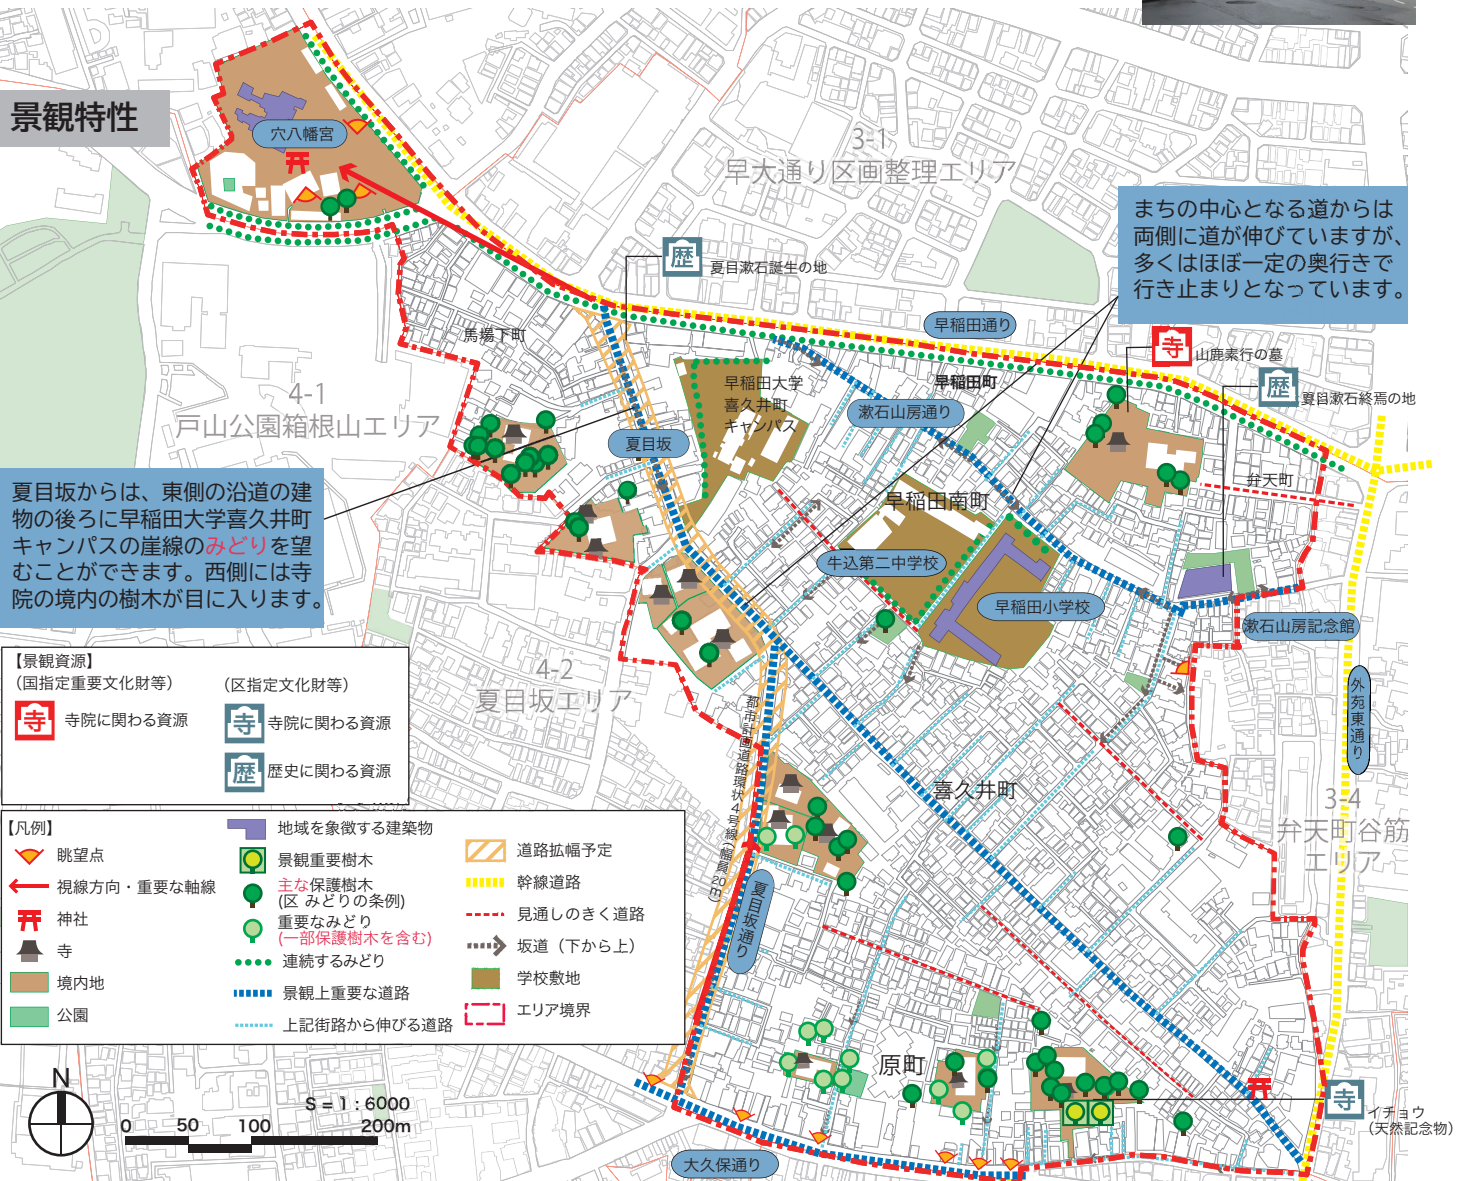 景観特性
穴八幡宮
3-1
早大通り区画整理エリア
まちの中心となる道からは
両側に道が伸びていますが、
多くはほぼ一定の奥行きで
行き止まりとなっています。
歴
夏目漱石誕生の地
早稲田通り
馬場下町
寺
山鹿素行の墓
歴
夏目漱石終焉の地
4-1
戸山公園箱根山エリア
早稲田大学
喜久井町
キャンパス
早稲田町
漱石山房通り
夏目坂
弁天町
早稲田南町
夏目坂からは、東側の沿道の建
物の後ろに早稲田大学喜久井町
キャンパスの崖線のみどりを望
むことができます。西側には寺
院の境内の樹木が目に入ります。
牛込第二中学校
早稲田小学校
漱石山房記念館
4-2
夏目坂エリア
外苑東通り
都市計画道路環状4号線(幅員20m)
喜久井町
3-4
弁天町谷筋
エリア
夏目坂通り
原町
寺
イチョウ
(天然記念物)
大久保通り
【景観資源】
(国指定重要文化財等)
(区指定文化財等)
寺
寺院に関わる資源
寺
寺院に関わる資源
歴
歴史に関わる資源
【凡例】
眺望点
視線方向・重要な軸線
神社
寺
境内地
公園
地域を象徴する建築物
景観重要樹木
主な保護樹木
(区 みどりの条例)
重要なみどり
(一部保護樹木を含む)
連続するみどり
景観上重要な道路
上記街路から伸びる道路
道路拡幅予定
幹線道路
見通しのきく道路
坂道（下から上）
学校敷地
エリア境界
N
S = 1 : 6000
0 50 100 200m